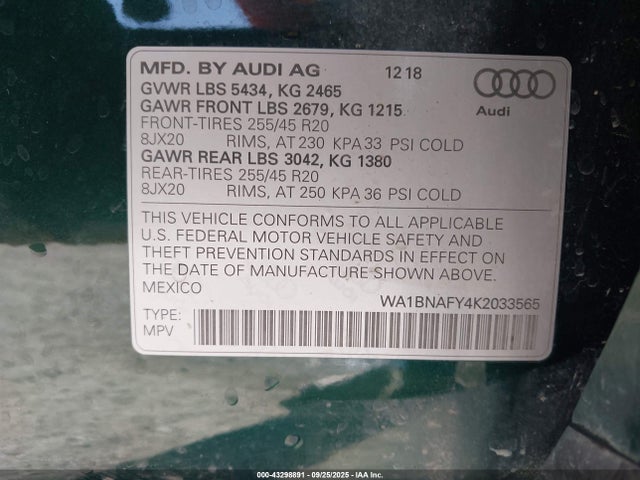 MFD. BY AUDI AG 12 18
GVWR LBS 5434, KG 2465
GAWR FRONT LBS 2679, KG 1215
Audi
FRONT-TIRES 255/45 R20
8JX20 RIMS, AT 230 KPA 33 PSI COLD
GAWR REAR LBS 3042, KG 1380
REAR-TIRES 255/45 R20
8JX20 RIMS, AT 250 KPA 36 PSI COLD
THIS VEHICLE CONFORMS TO ALL APPLICABLE
U.S. FEDERAL MOTOR VEHICLE SAFETY AND
THEFT PREVENTION STANDARDS IN EFFECT ON
THE DATE OF MANUFACTURE SHOWN ABOVE.
MEXICO WA1BNAFY4K2033565
TYPE:
MPV
000-43298891 - 09/25/2025 - IAA Inc.